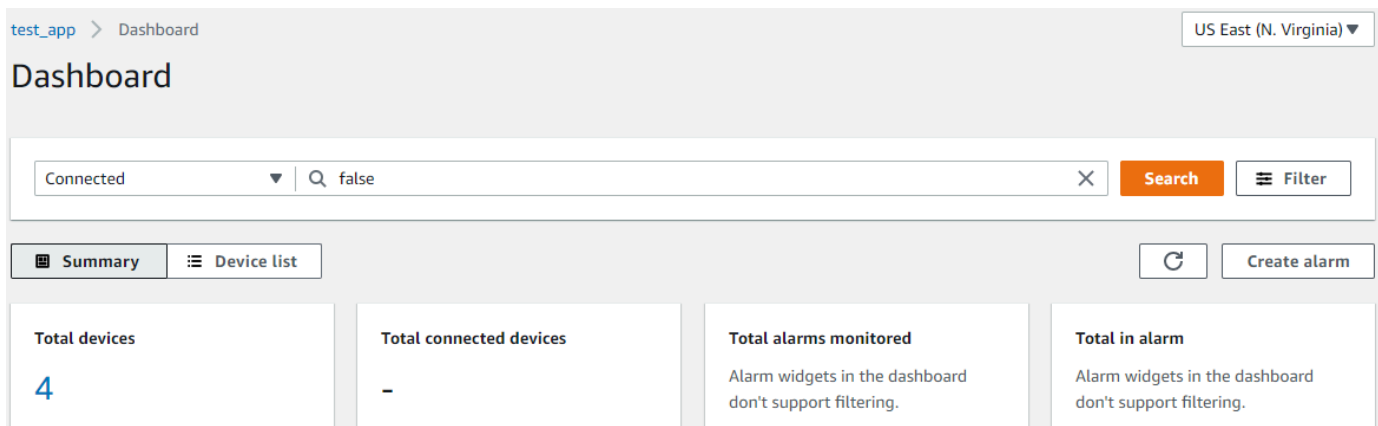 test_app > Dashboard
US East (N. Virginia)
Dashboard
Connected
false
Search
Filter
Summary
Device list
Create alarm
Total devices
Total connected devices
Total alarms monitored
Total in alarm
4
-
Alarm widgets in the dashboard
don't support filtering.
Alarm widgets in the dashboard
don't support filtering.